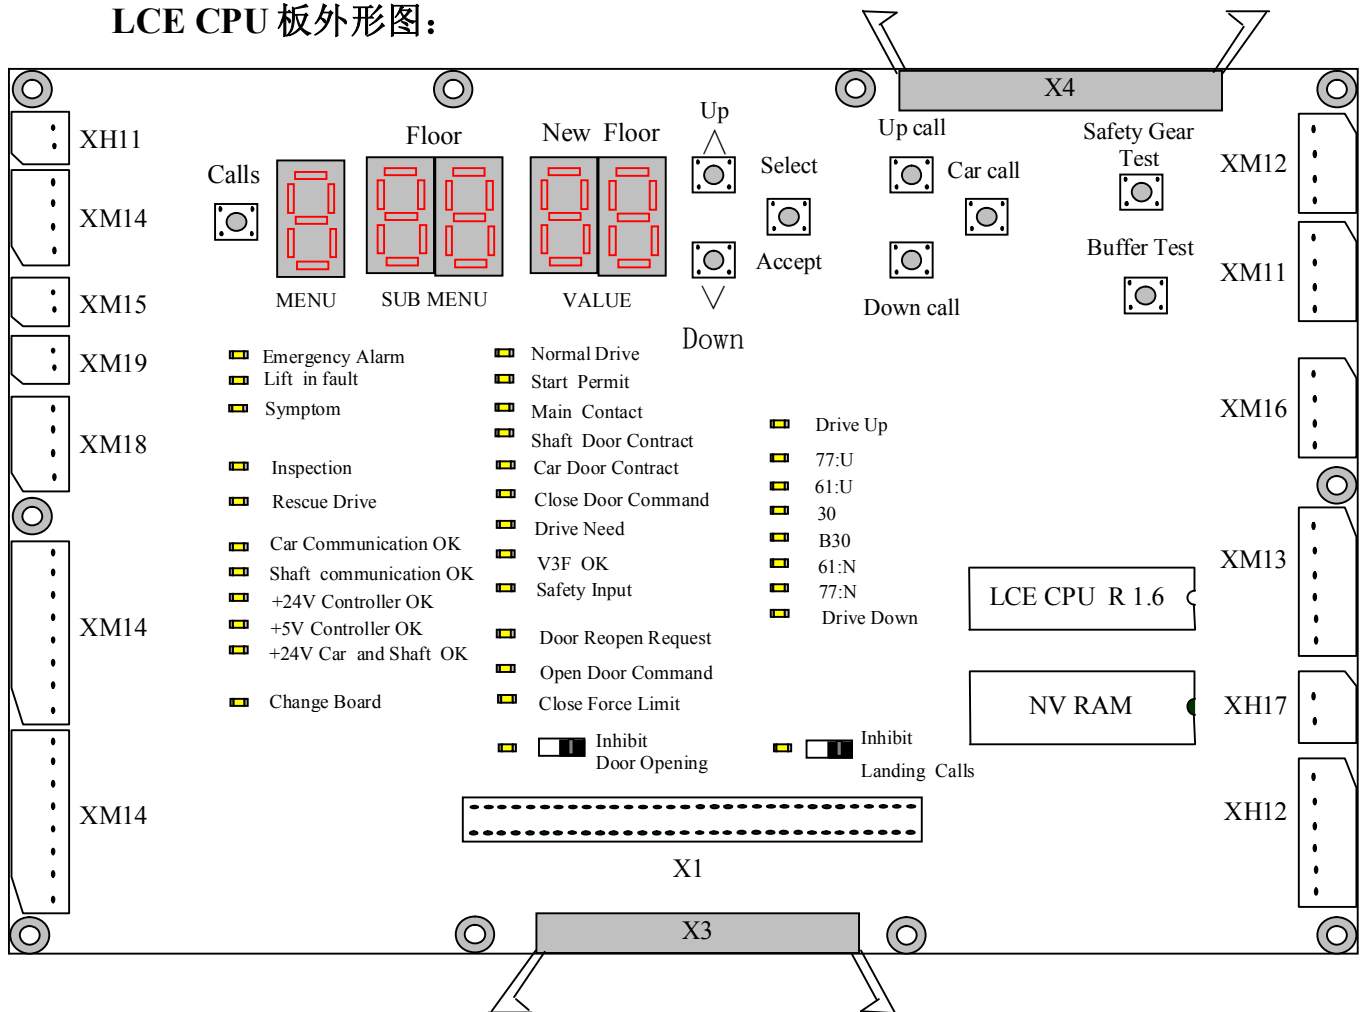 LCE CPU 板外形图：
X4
XH11
XM14
XM15
XM19
XM18
XM14
XM14
Calls
Floor
New Floor
MENU
SUB MENU
VALUE
Up
Select
Accept
Down
Up call
Car call
Down call
Safety Gear
Test
Buffer Test
XM12
XM11
XM16
XM13
XH17
XH12
Emergency Alarm
Lift in fault
Symptom
Inspection
Rescue Drive
Car Communication OK
Shaft communication OK
+24V Controller OK
+5V Controller OK
+24V Car and Shaft OK
Change Board
Normal Drive
Start Permit
Main Contact
Shaft Door Contract
Car Door Contract
Close Door Command
Drive Need
V3F OK
Safety Input
Door Reopen Request
Open Door Command
Close Force Limit
Inhibit
Door Opening
Drive Up
77:U
61:U
30
B30
61:N
77:N
Drive Down
Inhibit
Landing Calls
LCE CPU R 1.6
NV RAM
X1
X3